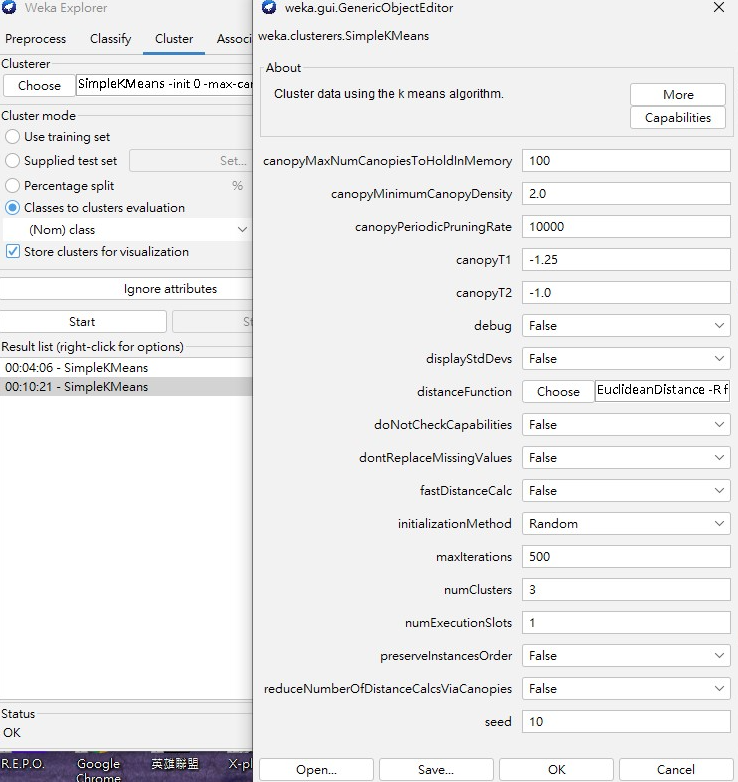 Weka Explorer
Preprocess Classify Cluster Associ
Clusterer
Choose SimpleKMeans -init 0 -max-can
Cluster mode
Use training set
Supplied test set Set...
Percentage split %
Classes to clusters evaluation
(Nom) class
Store clusters for visualization
Ignore attributes
Start St
Result list (right-click for options)
00:04:06 - SimpleKMeans
00:10:21 - SimpleKMeans
Status
OK
R.E.P.O. Google Chrome 英雄聯盟 X-pl
weka.gui.GenericObjectEditor
weka.clusterers.SimpleKMeans
About
Cluster data using the k means algorithm.
More
Capabilities
canopyMaxNumCanopiesToHoldInMemory 100
canopyMinimumCanopyDensity 2.0
canopyPeriodicPruningRate 10000
canopyT1 -1.25
canopyT2 -1.0
debug False
displayStdDevs False
distanceFunction Choose EuclideanDistance -R f
doNotCheckCapabilities False
dontReplaceMissingValues False
fastDistanceCalc False
initializationMethod Random
maxIterations 500
numClusters 3
numExecutionSlots 1
preserveInstancesOrder False
reduceNumberOfDistanceCalcsViaCanopies False
seed 10
Open... Save... OK Cancel